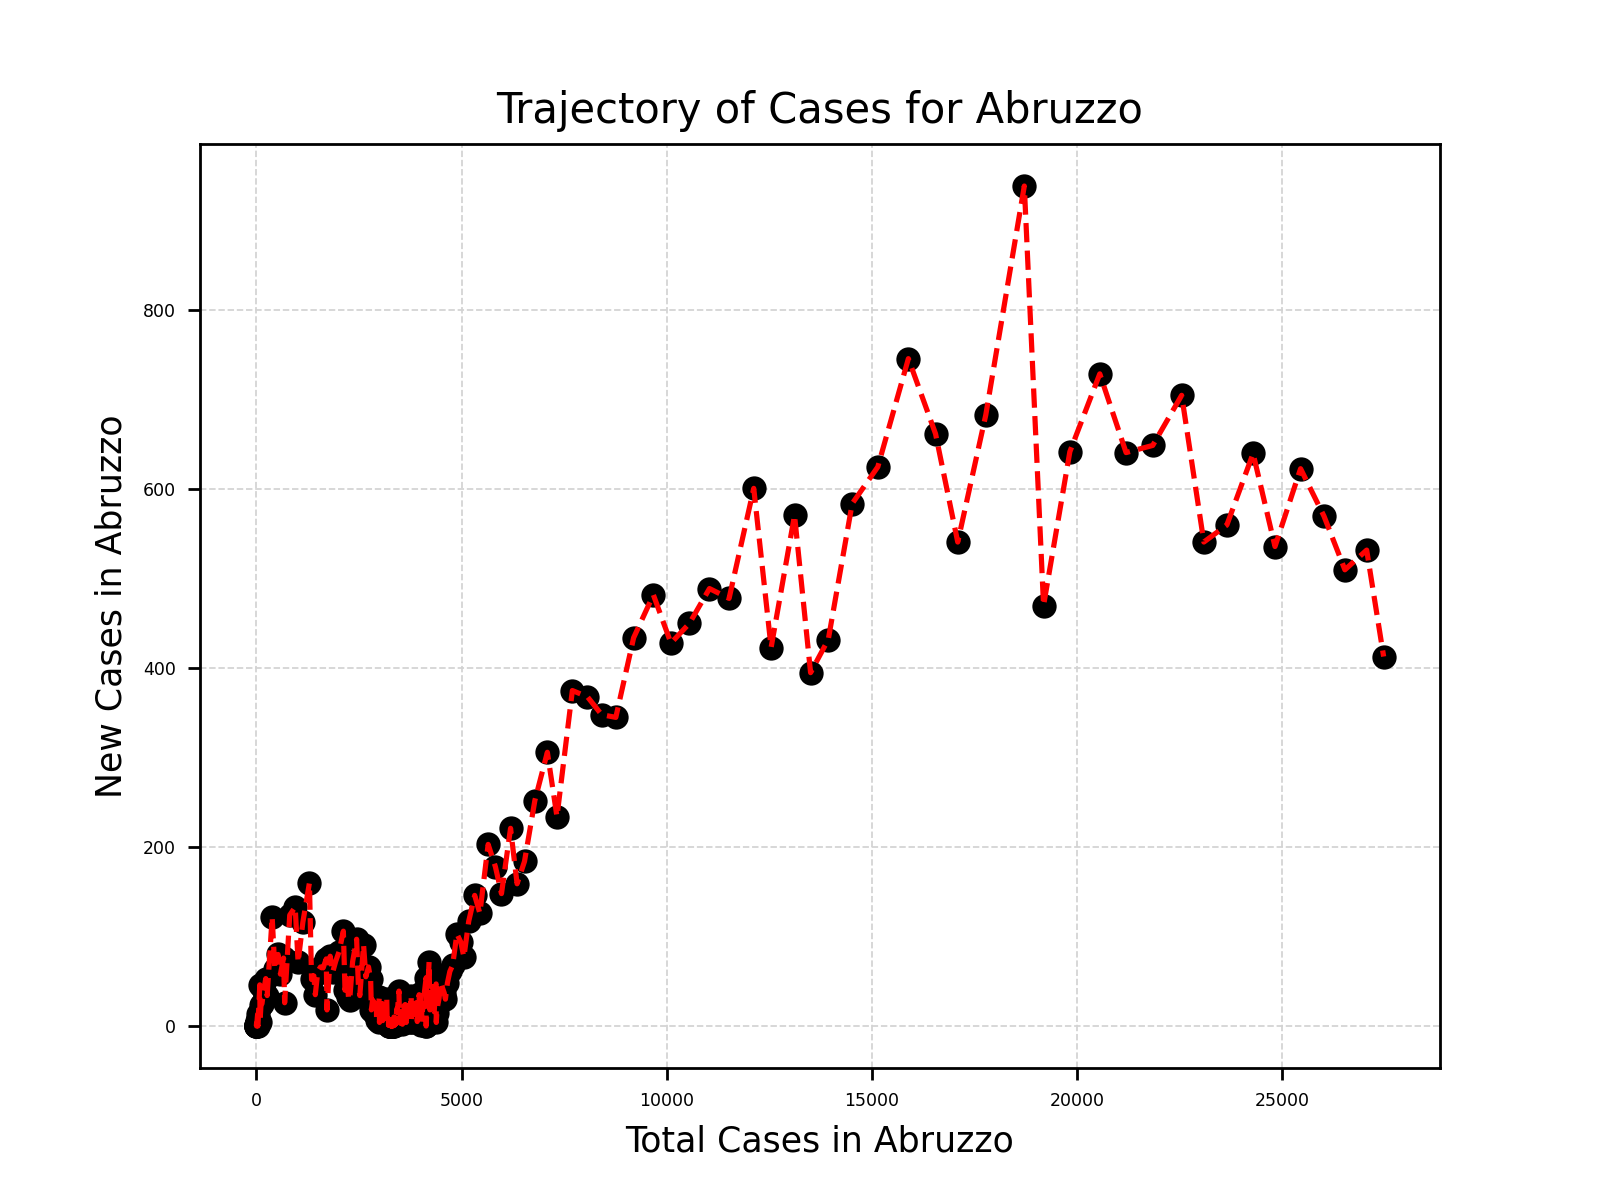 Trajectory of Cases for Abruzzo
New Cases in Abruzzo
800
600
400
200
0
0 5000 10000 15000 20000 25000
Total Cases in Abruzzo